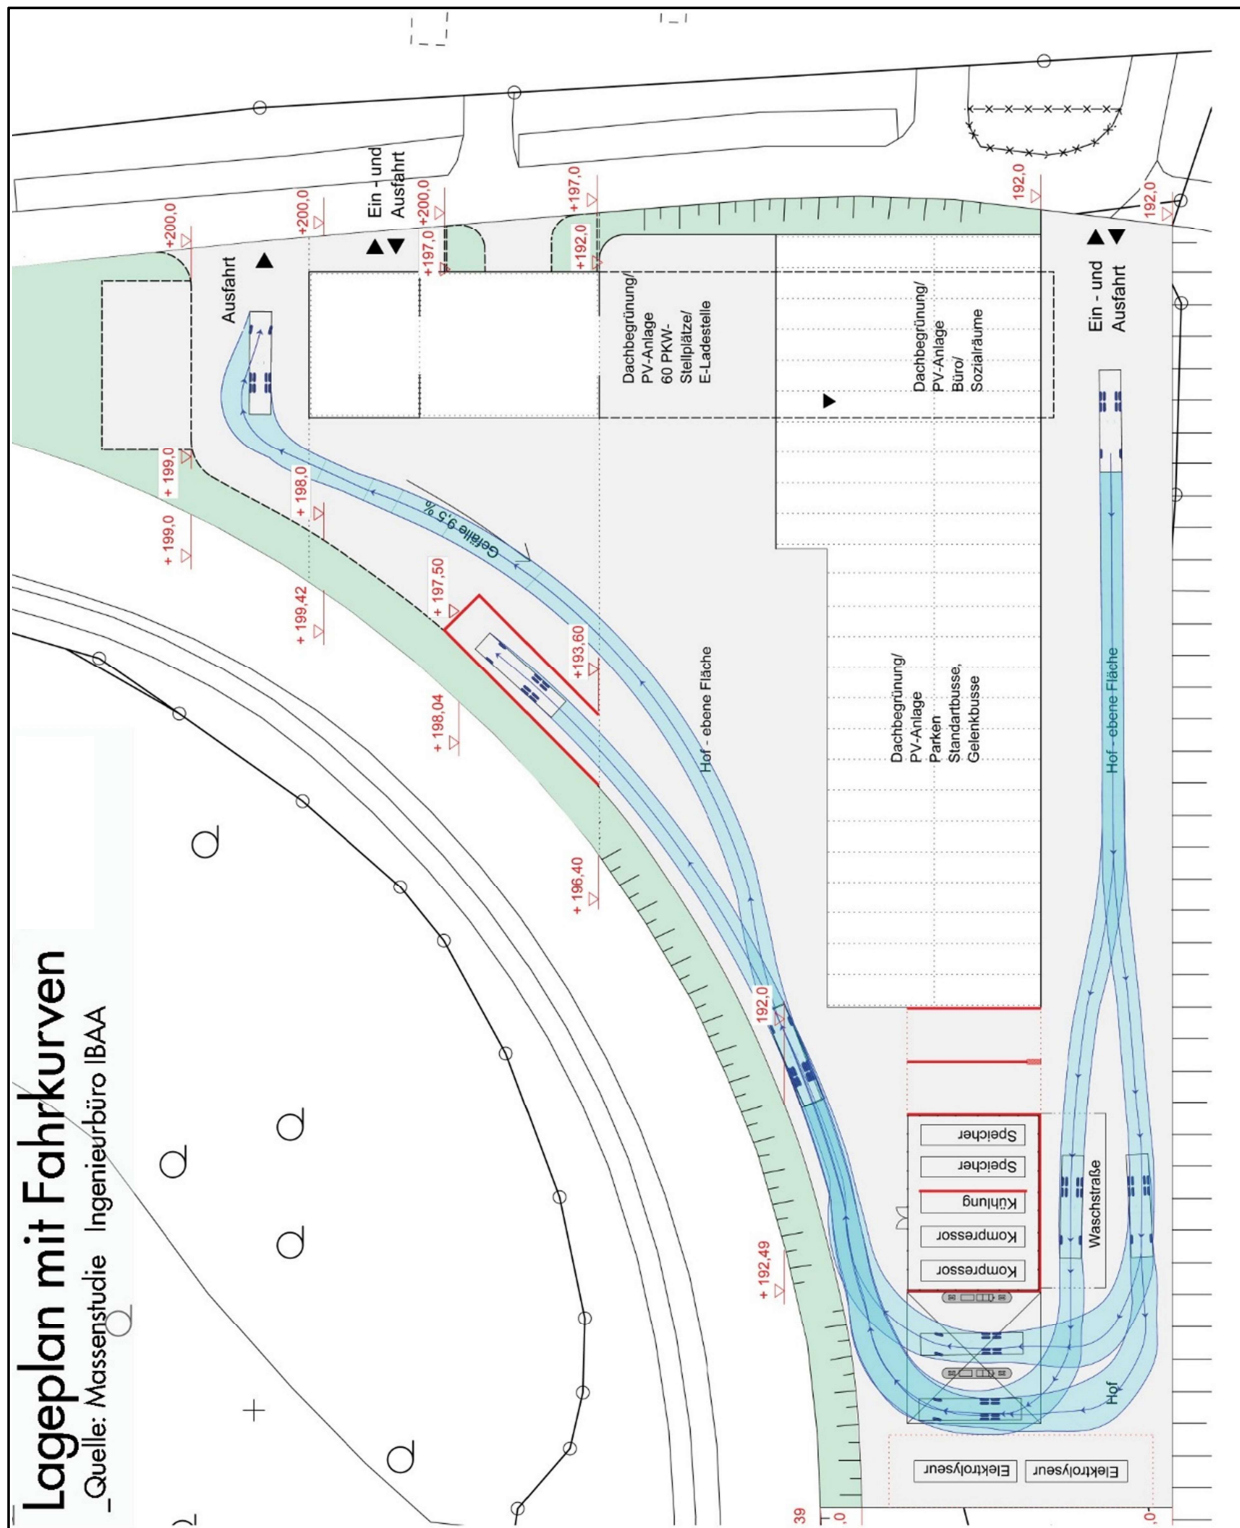 Lageplan mit Fahrkurven
_Quelle: Massenstudie Ingenieurbüro IBAA
+200,0
+200,0
Ein - und
Ausfahrt
+200,0
+197,0
+197,0
+192,0
192,0
192,0
Ausfahrt
Ein - und
Ausfahrt
Dachbegrünung/
PV-Anlage
60 PKW-
Stellplätze/
E-Ladestelle
Dachbegrünung/
PV-Anlage
Büro/
Sozialräume
+ 199,0
+ 199,0
+ 198,0
+ 199,42
Gefälle 9,5 %
+ 197,50
+193,60
+ 198,04
+ 196,40
Hof - ebene Fläche
Dachbegrünung/
PV-Anlage
Parken
Standartbusse,
Gelenkbusse
Hof - ebene Fläche
192,0
+ 192,49
Speicher
Speicher
Kühlung
Kompressor
Kompressor
Waschstraße
Hof
Elektrolyseur
Elektrolyseur
39
,0
,0